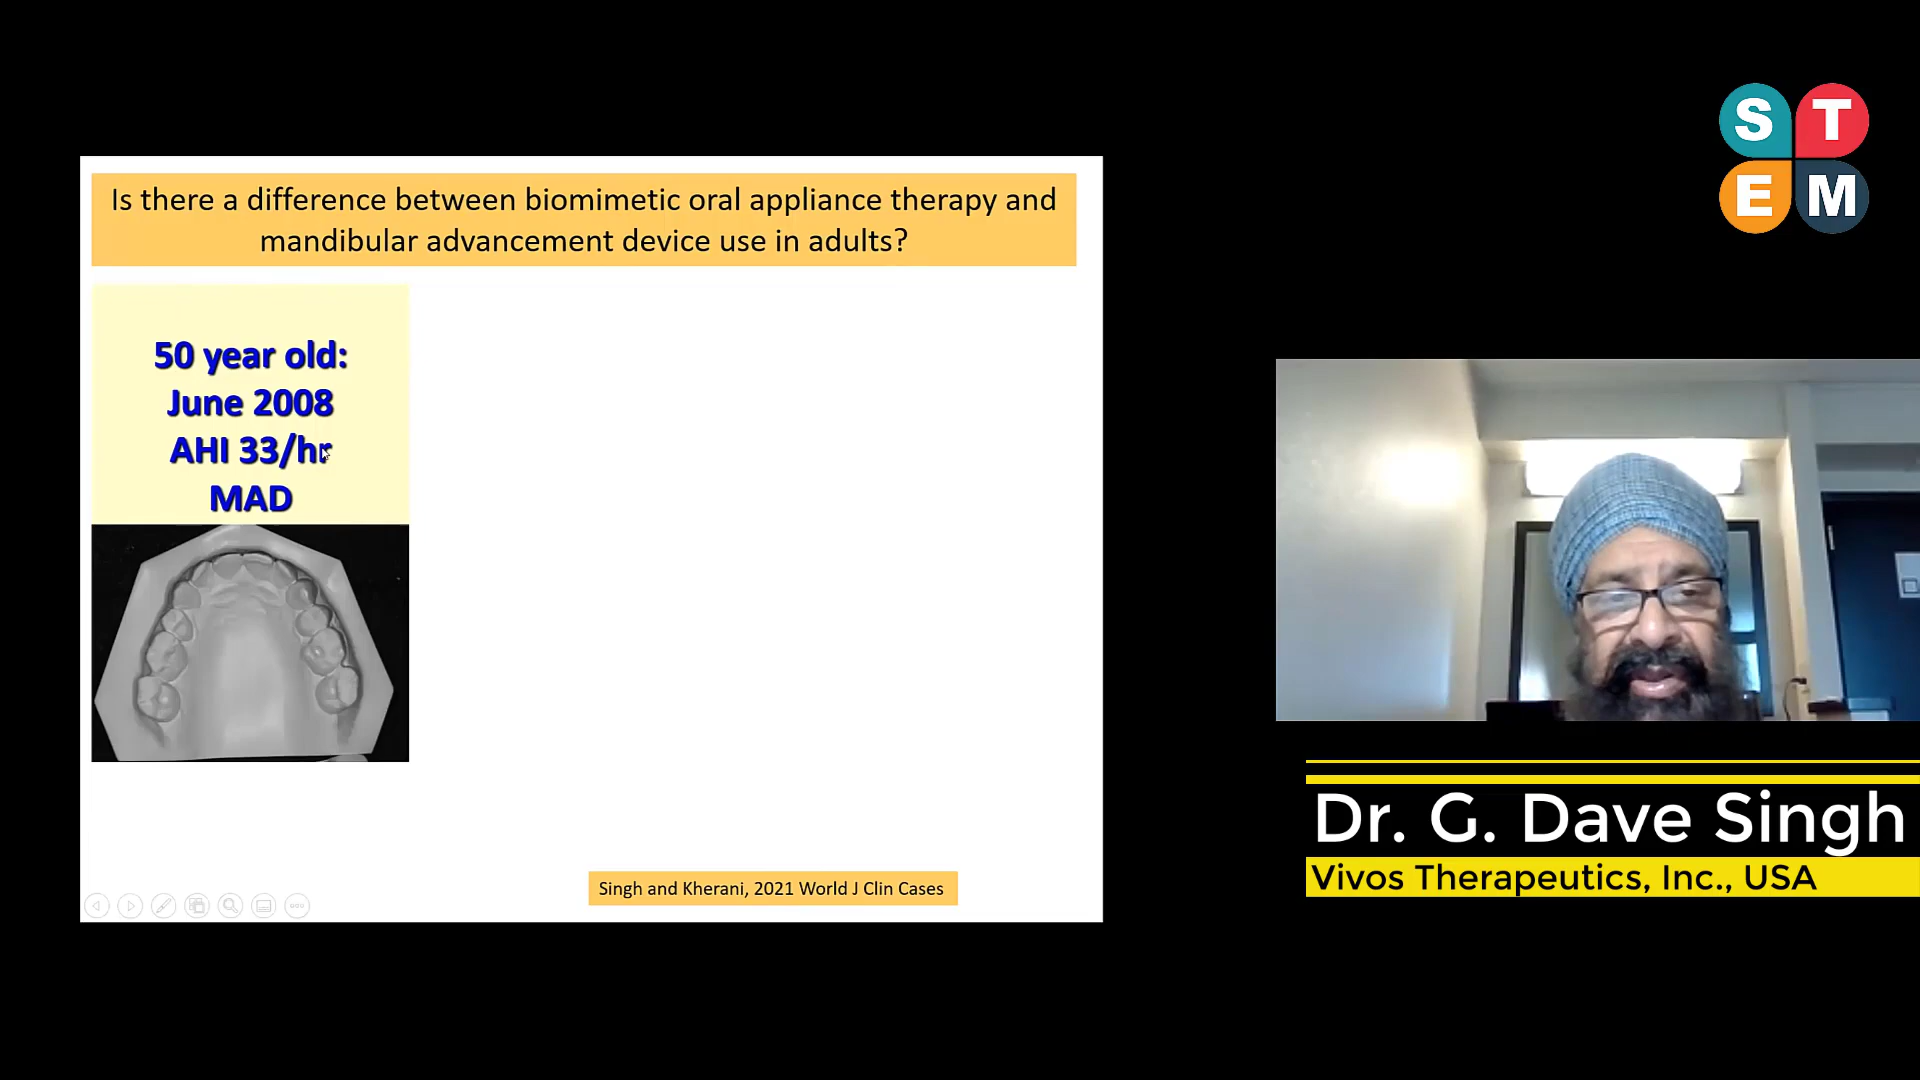 Is there a difference between biomimetic oral appliance therapy and
mandibular advancement device use in adults?
50 year old:
June 2008
AHI 33/hr
MAD
Singh and Kherani, 2021 World J Clin Cases
S T
E M
Dr. G. Dave Singh
Vivos Therapeutics, Inc., USA